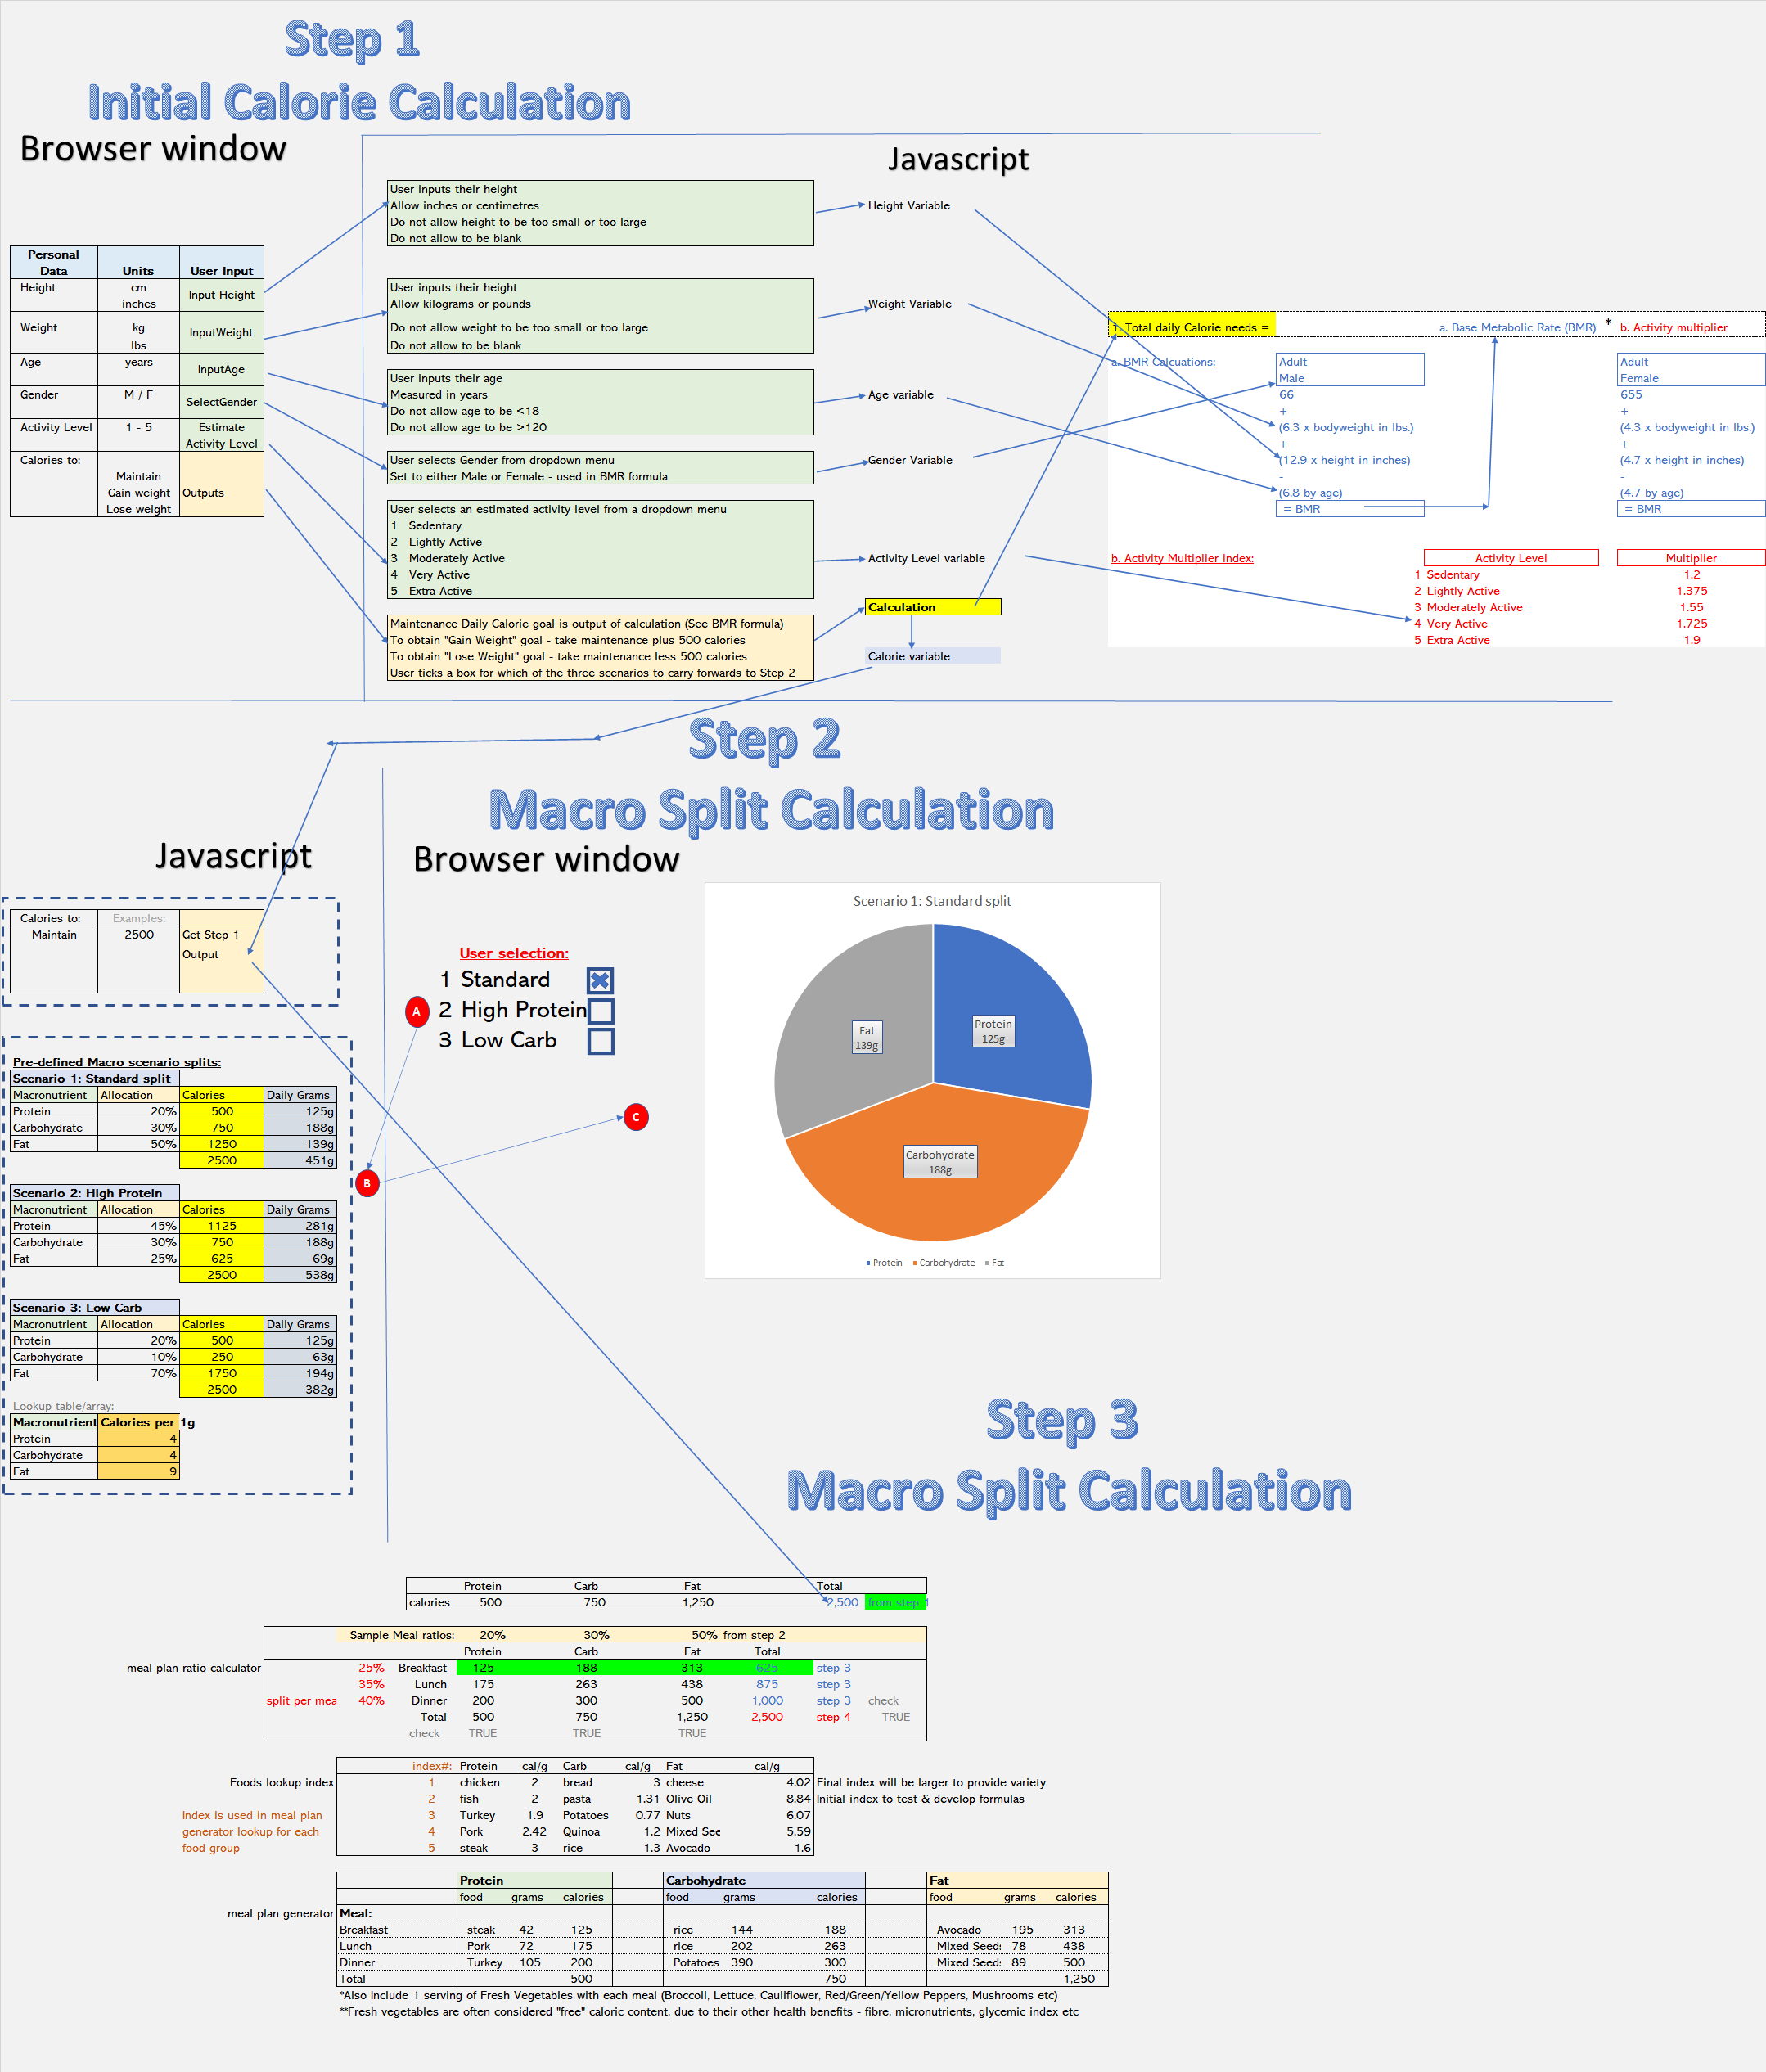 Step 1
Initial Calorie Calculation
Browser window
Javascript
Personal Data Units User Input
Height cm inches Input Height
Weight kg lbs InputWeight
Age years InputAge
Gender M / F SelectGender
Activity Level 1 - 5 Estimate Activity Level
Calories to: Maintain Gain weight Lose weight Outputs
User inputs their height
Allow inches or centimetres
Do not allow height to be too small or too large
Do not allow to be blank
User inputs their height
Allow kilograms or pounds
Do not allow weight to be too small or too large
Do not allow to be blank
User inputs their age
Measured in years
Do not allow age to be <18
Do not allow age to be >120
User selects Gender from dropdown menu
Set to either Male or Female - used in BMR formula
User selects an estimated activity level from a dropdown menu
1 Sedentary
2 Lightly Active
3 Moderately Active
4 Very Active
5 Extra Active
Maintenance Daily Calorie goal is output of calculation (See BMR formula)
To obtain "Gain Weight" goal - take maintenance plus 500 calories
To obtain "Lose Weight" goal - take maintenance less 500 calories
User ticks a box for which of the three scenarios to carry forwards to Step 2
Height Variable
Weight Variable
Age variable
Gender Variable
Activity Level variable
Calculation
Calorie variable
1. Total daily Calorie needs = a. Base Metabolic Rate (BMR) * b. Activity multiplier
a. BMR Calcuations: Adult Adult
Male Female
66 655
+ +
(6.3 x bodyweight in lbs.) (4.3 x bodyweight in lbs.)
+ +
(12.9 x height in inches) (4.7 x height in inches)
- -
(6.8 by age) (4.7 by age)
= BMR = BMR
b. Activity Multiplier index: Activity Level Multiplier
1 Sedentary 1.2
2 Lightly Active 1.375
3 Moderately Active 1.55
4 Very Active 1.725
5 Extra Active 1.9
Step 2
Macro Split Calculation
Javascript
Browser window
Calories to: Examples:
Maintain 2500 Get Step 1
Output
Pre-defined Macro scenario splits:
Scenario 1: Standard split
Macronutrient Allocation Calories Daily Grams
Protein 20% 500 125g
Carbohydrate 30% 750 188g
Fat 50% 1250 139g
2500 451g
Scenario 2: High Protein
Macronutrient Allocation Calories Daily Grams
Protein 45% 1125 281g
Carbohydrate 30% 750 188g
Fat 25% 625 69g
2500 538g
Scenario 3: Low Carb
Macronutrient Allocation Calories Daily Grams
Protein 20% 500 125g
Carbohydrate 10% 250 63g
Fat 70% 1750 194g
2500 382g
Lookup table/array:
Macronutrient Calories per 1g
Protein 4
Carbohydrate 4
Fat 9
User selection:
1 Standard
2 High Protein
3 Low Carb
A
B
C
Scenario 1: Standard split
Fat
139g
Protein
125g
Carbohydrate
188g
Protein Carbohydrate Fat
Step 3
Macro Split Calculation
Protein Carb Fat Total
calories 500 750 1,250 2,500 from step 1
Sample Meal ratios: 20% 30% 50% from step 2
Protein Carb Fat Total
meal plan ratio calculator 25% Breakfast 125 188 313 625 step 3
35% Lunch 175 263 438 875 step 3
split per mea 40% Dinner 200 300 500 1,000 step 3 check
Total 500 750 1,250 2,500 step 4 TRUE
check TRUE TRUE TRUE
index#: Protein cal/g Carb cal/g Fat cal/g
Foods lookup index 1 chicken 2 bread 3 cheese 4.02 Final index will be larger to provide variety
2 fish 2 pasta 1.31 Olive Oil 8.84 Initial index to test & develop formulas
Index is used in meal plan 3 Turkey 1.9 Potatoes 0.77 Nuts 6.07
generator lookup for each 4 Pork 2.42 Quinoa 1.2 Mixed See 5.59
food group 5 steak 3 rice 1.3 Avocado 1.6
Protein Carbohydrate Fat
food grams calories food grams calories food grams calories
meal plan generator Meal:
Breakfast steak 42 125 rice 144 188 Avocado 195 313
Lunch Pork 72 175 rice 202 263 Mixed Seeds 78 438
Dinner Turkey 105 200 Potatoes 390 300 Mixed Seeds 89 500
Total 500 750 1,250
*Also Include 1 serving of Fresh Vegetables with each meal (Broccoli, Lettuce, Cauliflower, Red/Green/Yellow Peppers, Mushrooms etc)
**Fresh vegetables are often considered "free" caloric content, due to their other health benefits - fibre, micronutrients, glycemic index etc